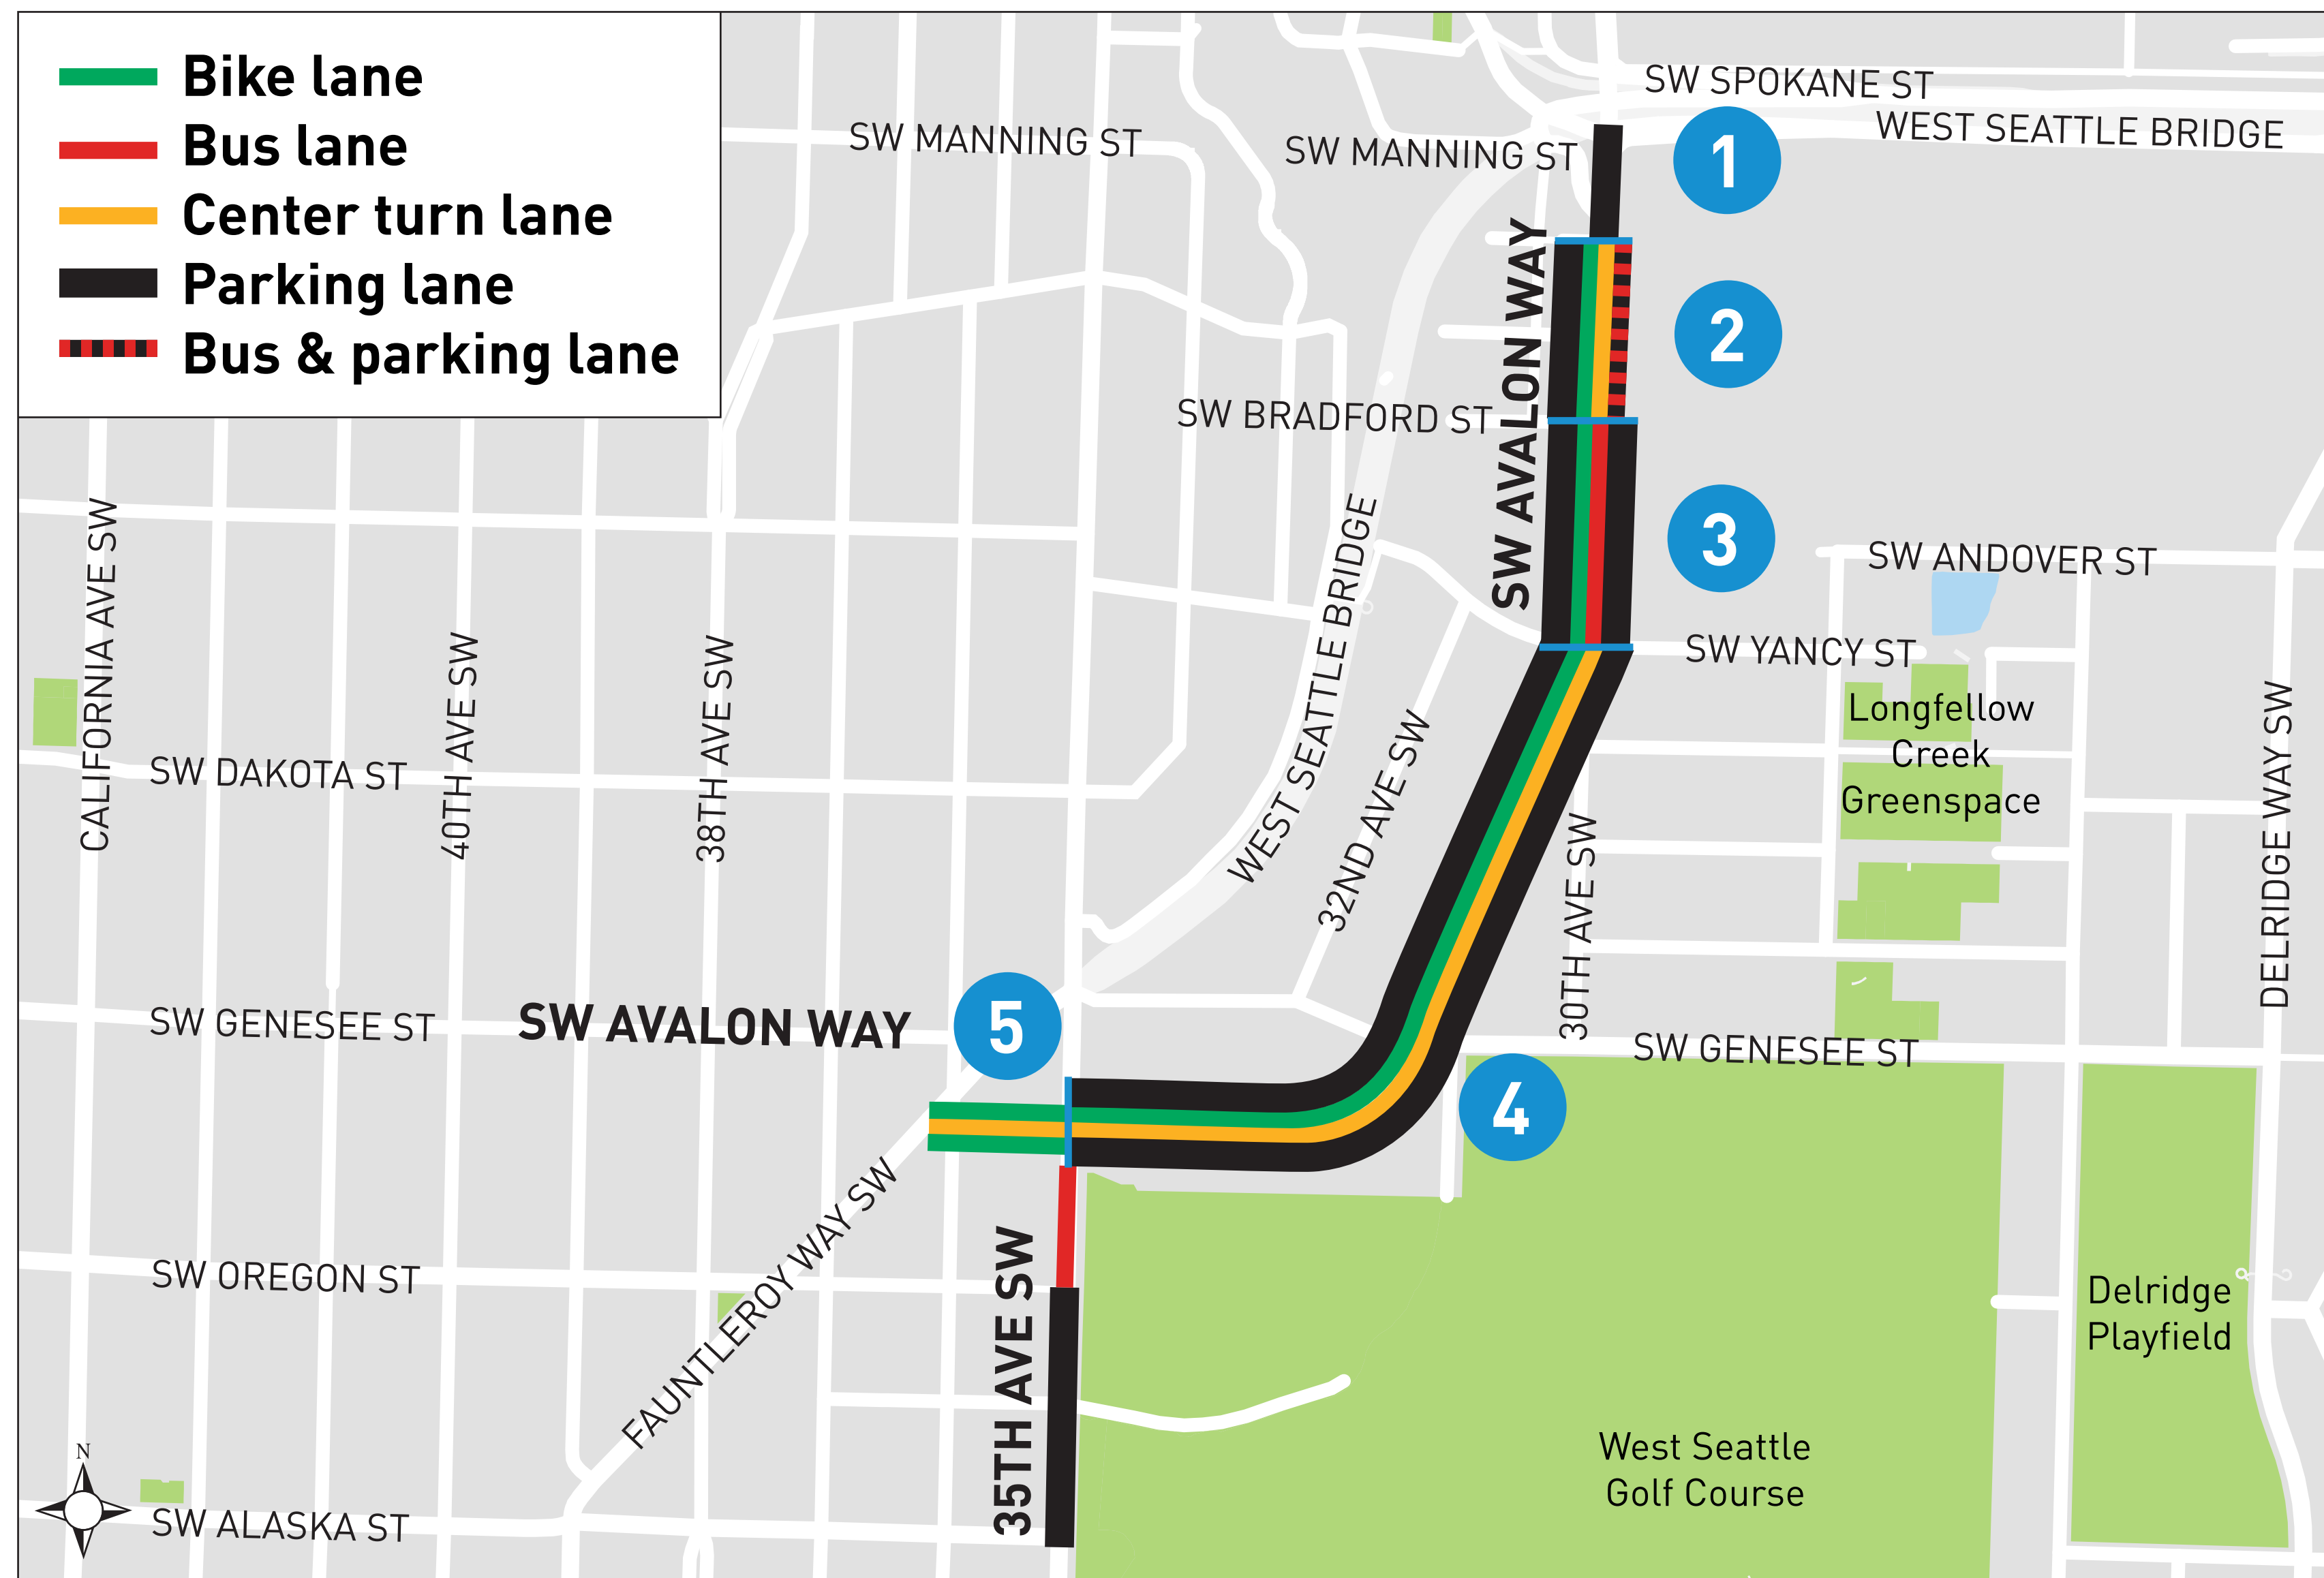 Bike lane
Bus lane
Center turn lane
Parking lane
Bus & parking lane
SW SPOKANE ST
WEST SEATTLE BRIDGE
SW MANNING ST
SW MANNING ST
1
2
SW AVALON WAY
SW BRADFORD ST
3
SW ANDOVER ST
CALIFORNIA AVE SW
40TH AVE SW
38TH AVE SW
WEST SEATTLE BRIDGE
32ND AVE SW
SW YANCY ST
Longfellow
Creek
Greenspace
DELRIDGE WAY SW
SW DAKOTA ST
30TH AVE SW
SW GENESEE ST
SW AVALON WAY
5
SW GENESEE ST
4
FAUNTLEROY WAY SW
35TH AVE SW
SW OREGON ST
Delridge
Playfield
West Seattle
Golf Course
N
SW ALASKA ST